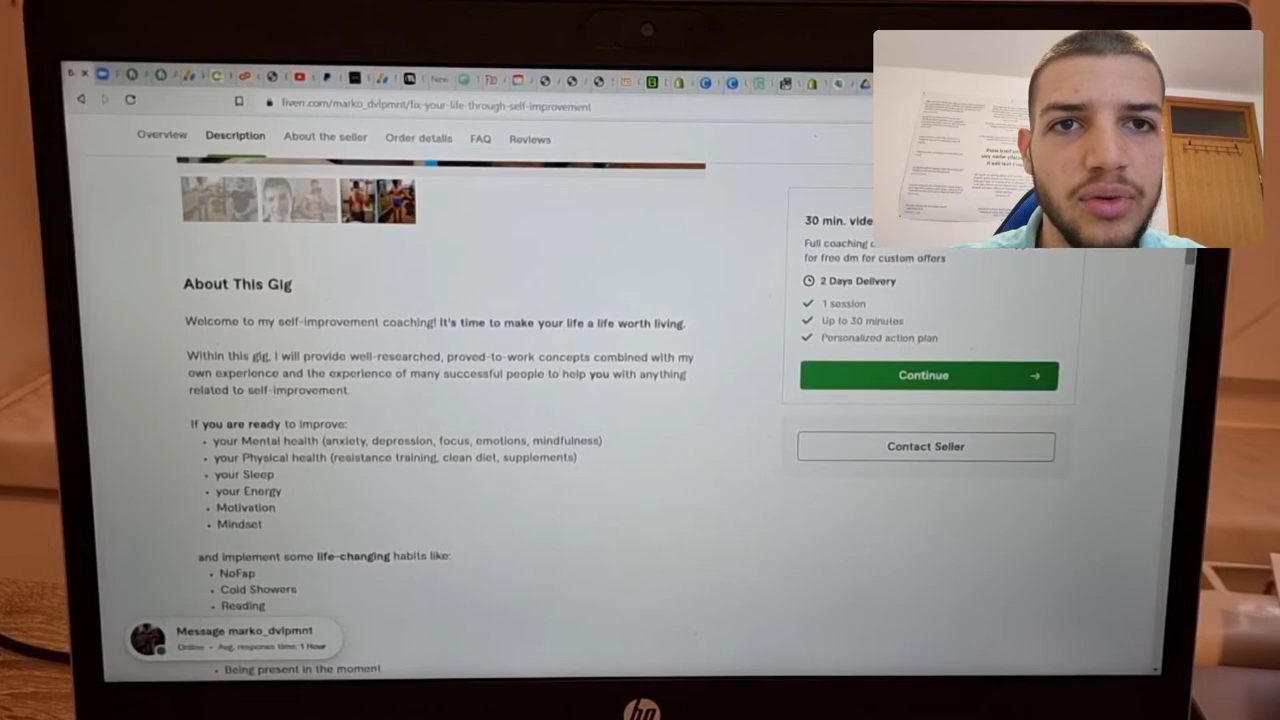 fiverr.com/marko_dvlpmnt/fix-your-life-through-self-improvement
Overview Description About the seller Order details FAQ Reviews
30 min. vide
Full coaching
for free dm for custom offers
2 Days Delivery
1 session
Up to 30 minutes
Personalized action plan
Continue
Contact Seller
About This Gig
Welcome to my self-improvement coaching! It's time to make your life a life worth living.
Within this gig, I will provide well-researched, proved-to-work concepts combined with my
own experience and the experience of many successful people to help you with anything
related to self-improvement.
If you are ready to improve:
your Mental health (anxiety, depression, focus, emotions, mindfulness)
your Physical health (resistance training, clean diet, supplements)
your Sleep
your Energy
Motivation
Mindset
and implement some life-changing habits like:
NoFap
Cold Showers
Reading
Being present in the moment
Message marko_dvlpmnt
Online • Avg. response time: 1 Hour
hp